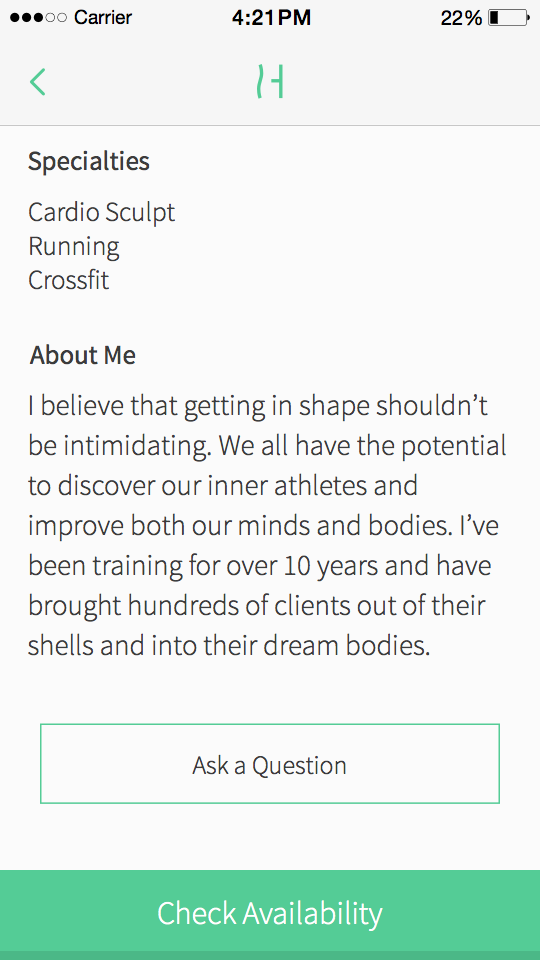 Carrier 4:21PM 22%
Specialties
Cardio Sculpt
Running
Crossfit
About Me
I believe that getting in shape shouldn’t
be intimidating. We all have the potential
to discover our inner athletes and
improve both our minds and bodies. I’ve
been training for over 10 years and have
brought hundreds of clients out of their
shells and into their dream bodies.
Ask a Question
Check Availability